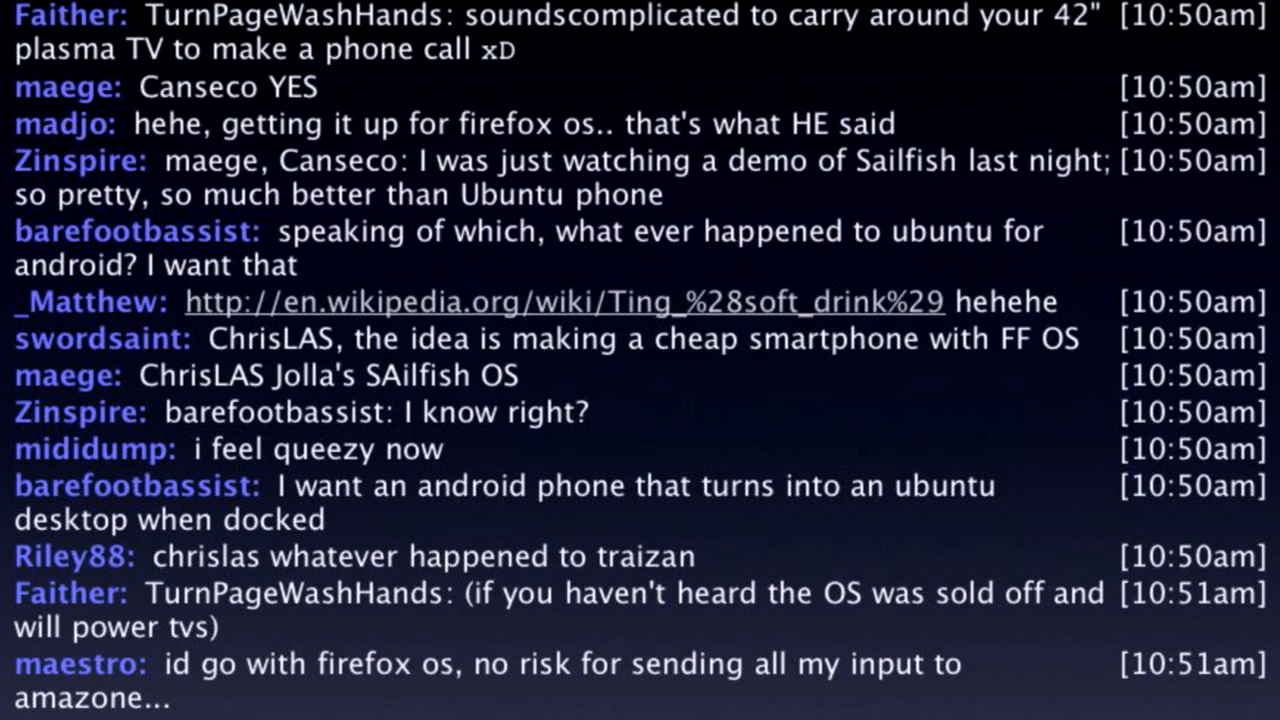 Faither: TurnPageWashHands: soundscomplicated to carry around your 42" [10:50am]
plasma TV to make a phone call xD
maege: Canseco YES [10:50am]
madjo: hehe, getting it up for firefox os.. that's what HE said [10:50am]
Zinspire: maege, Canseco: I was just watching a demo of Sailfish last night; [10:50am]
so pretty, so much better than Ubuntu phone
barefootbassist: speaking of which, what ever happened to ubuntu for [10:50am]
android? I want that
_Matthew: http://en.wikipedia.org/wiki/Ting_%28soft_drink%29 hehehe [10:50am]
swordsaint: ChrisLAS, the idea is making a cheap smartphone with FF OS [10:50am]
maege: ChrisLAS Jolla's SAilfish OS [10:50am]
Zinspire: barefootbassist: I know right? [10:50am]
mididump: i feel queezy now [10:50am]
barefootbassist: I want an android phone that turns into an ubuntu [10:50am]
desktop when docked
Riley88: chrislas whatever happened to traizan [10:50am]
Faither: TurnPageWashHands: (if you haven't heard the OS was sold off and [10:51am]
will power tvs)
maestro: id go with firefox os, no risk for sending all my input to [10:51am]
amazone...